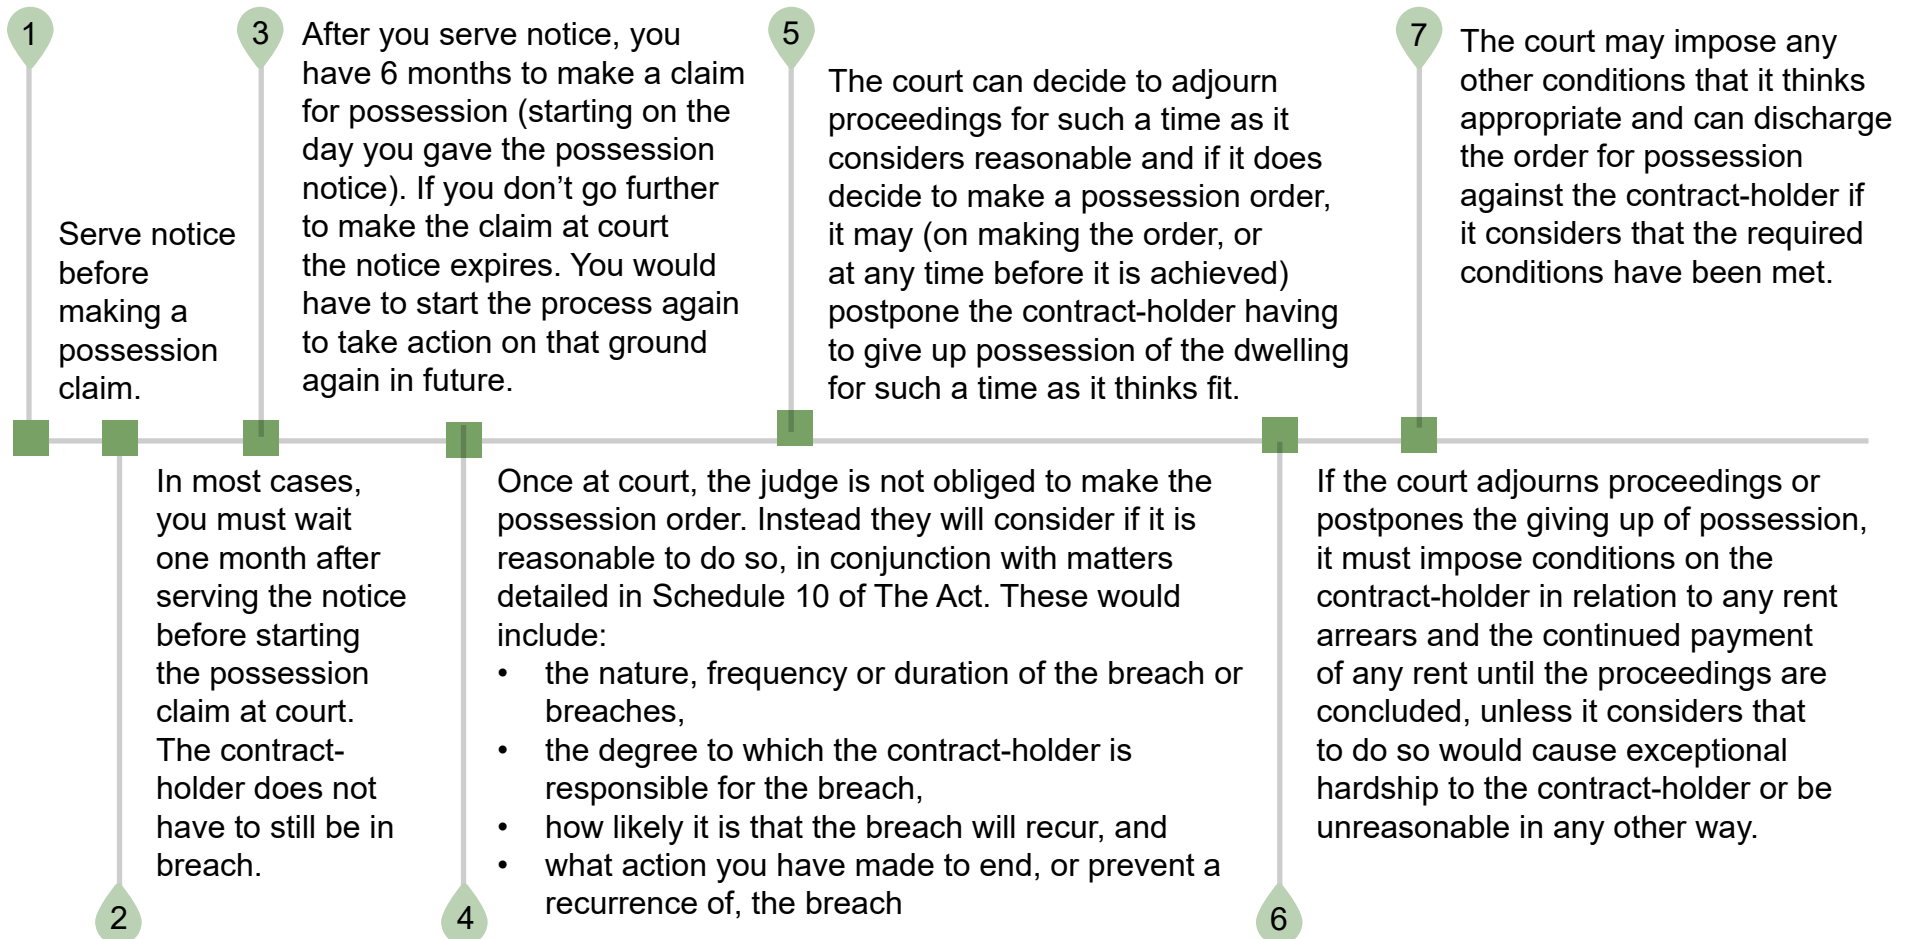 1
Serve notice
before
making a
possession
claim.
2
In most cases,
you must wait
one month after
serving the notice
before starting
the possession
claim at court.
The contract-
holder does not
have to still be in
breach.
3
After you serve notice, you
have 6 months to make a claim
for possession (starting on the
day you gave the possession
notice). If you don’t go further
to make the claim at court
the notice expires. You would
have to start the process again
to take action on that ground
again in future.
4
Once at court, the judge is not obliged to make the
possession order. Instead they will consider if it is
reasonable to do so, in conjunction with matters
detailed in Schedule 10 of The Act. These would
include:
• the nature, frequency or duration of the breach or
breaches,
• the degree to which the contract-holder is
responsible for the breach,
• how likely it is that the breach will recur, and
• what action you have made to end, or prevent a
recurrence of, the breach
5
The court can decide to adjourn
proceedings for such a time as it
considers reasonable and if it does
decide to make a possession order,
it may (on making the order, or
at any time before it is achieved)
postpone the contract-holder having
to give up possession of the dwelling
for such a time as it thinks fit.
6
If the court adjourns proceedings or
postpones the giving up of possession,
it must impose conditions on the
contract-holder in relation to any rent
arrears and the continued payment
of any rent until the proceedings are
concluded, unless it considers that
to do so would cause exceptional
hardship to the contract-holder or be
unreasonable in any other way.
7
The court may impose any
other conditions that it thinks
appropriate and can discharge
the order for possession
against the contract-holder if
it considers that the required
conditions have been met.